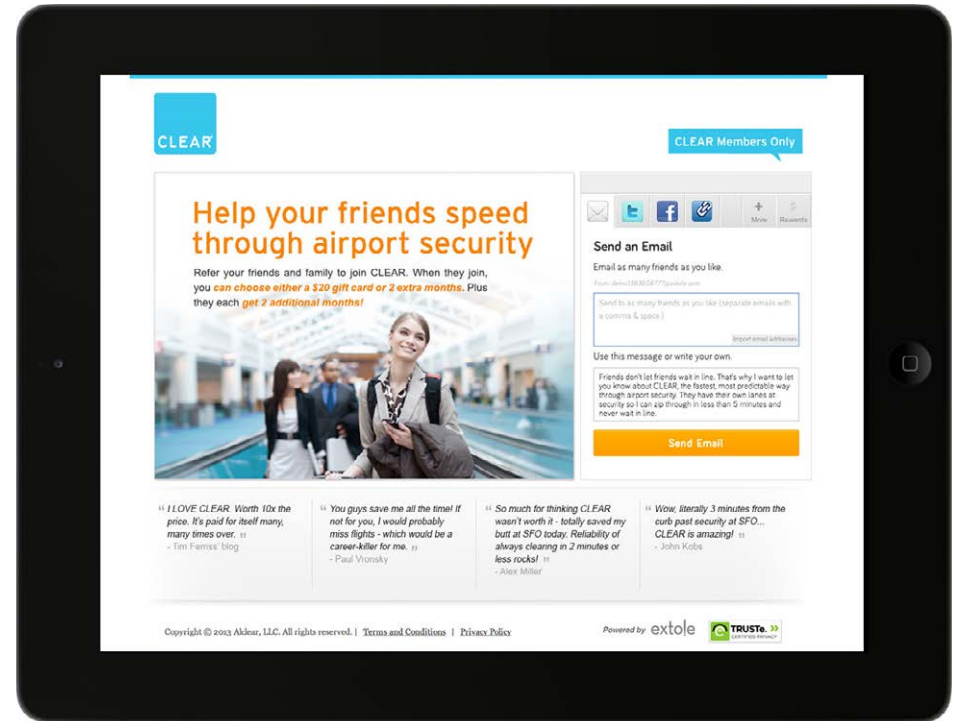 CLEAR
CLEAR Members Only
Help your friends speed
through airport security
Refer your friends and family to join CLEAR. When they join,
you can choose either a $20 gift card or 2 extra months. Plus
they each get 2 additional months!
+
More
$
Rewards
Send an Email
Email as many friends as you like.
Send to as many friends as you like (separate emails with
a comma & space.)
Import email addresses
Use this message or write your own.
Friends don't let friends wait in line. That's why I want to let
you know about CLEAR, the fastest, most predictable way
through airport security. They have their own lanes at
security so I can zip through in less than 5 minutes and
never wait in line.
Send Email
“ I LOVE CLEAR. Worth 10x the
price. It's paid for itself many,
many times over. ”
- Tim Ferriss' blog
“ You guys save me all the time! If
not for you, I would probably
miss flights - which would be a
career-killer for me. ”
- Paul Vronsky
“ So much for thinking CLEAR
wasn't worth it - totally saved my
butt at SFO today. Reliability of
always clearing in 2 minutes or
less rocks! ”
- Alex Miller
“ Wow, literally 3 minutes from the
curb past security at SFO...
CLEAR is amazing! ”
- John Kobs
Copyright © 2013 Alclear, LLC. All rights reserved. | Terms and Conditions | Privacy Policy
Powered by extole
TRUSTe.
CERTIFIED PRIVACY